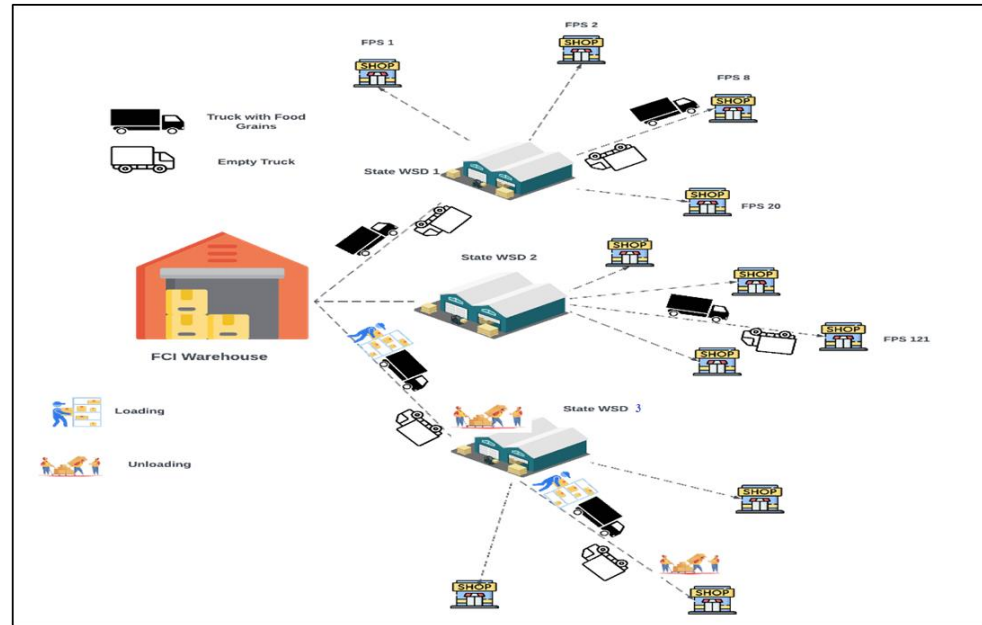 FPS 1
FPS 2
SHOP
SHOP
FPS 8
SHOP
Truck with Food
Grains
Empty Truck
State WSD 1
SHOP
FPS 20
State WSD 2
SHOP
SHOP
SHOP
FPS 121
SHOP
FCI Warehouse
Loading
State WSD 3
Unloading
SHOP
SHOP
SHOP